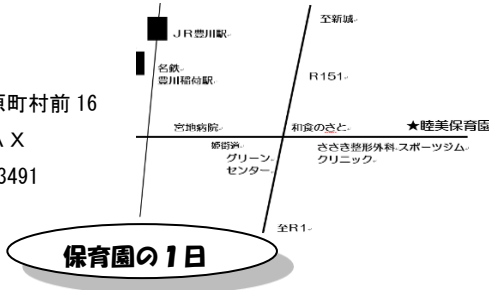 至新城
ＪＲ豊川駅
名鉄
豊川稲荷駅
R151
原町村前 16
宮地病院
和食のさと
★睦美保育園
ＡＸ
姫街道
グリーン
センター
ささき整形外科 スポーツジム
クリニック
3491
至R1
保育園の１日